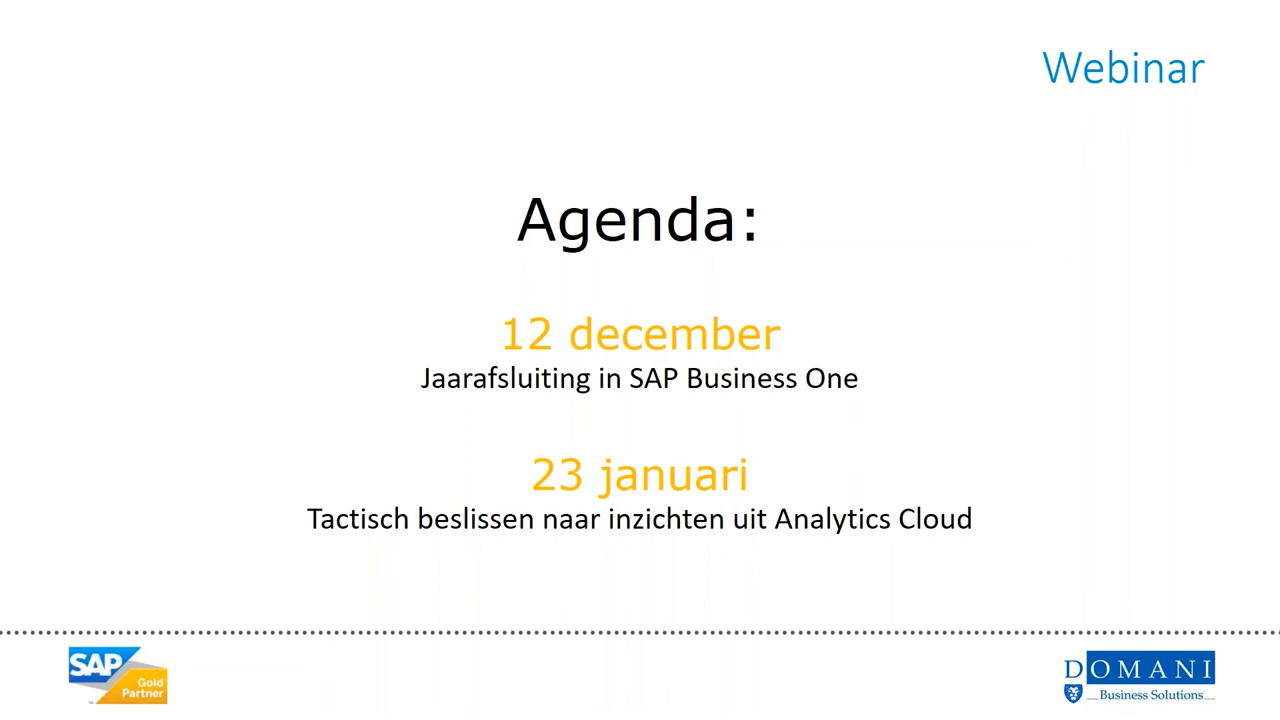 Webinar
Agenda:
12 december
Jaarafsluiting in SAP Business One
23 januari
Tactisch beslissen naar inzichten uit Analytics Cloud
SAP
Gold
Partner
DOMANI
Business Solutions